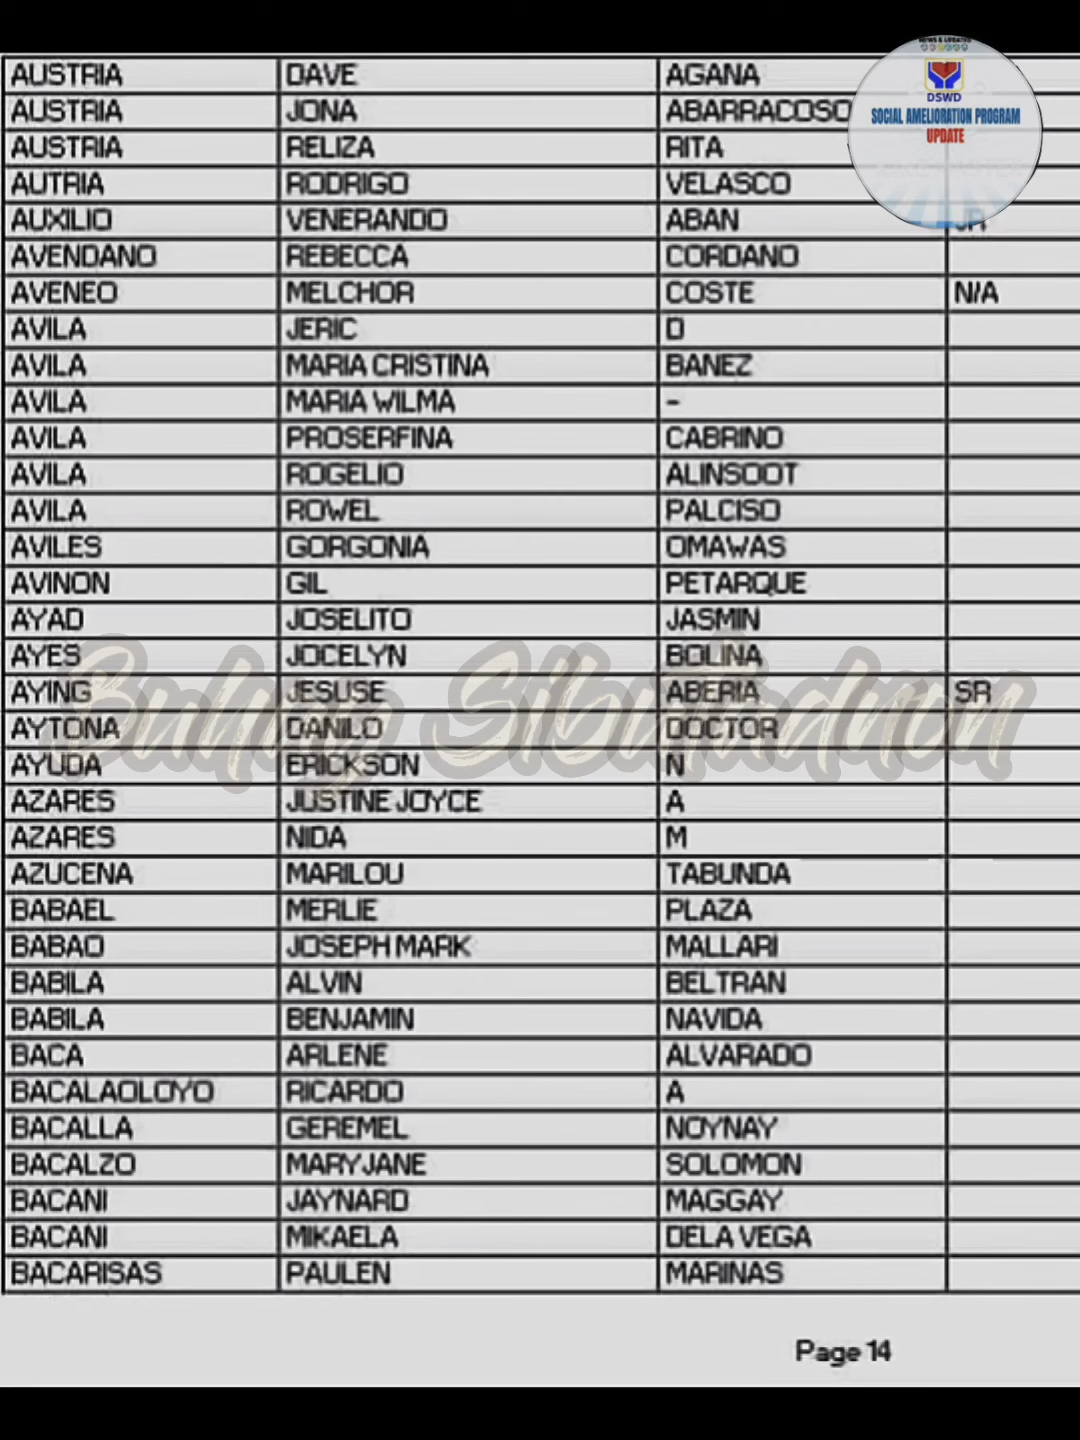 NEWS & UPDATES
DSWD
SOCIAL AMELIORATION PROGRAM
UPDATE
AUSTRIA DAVE AGANA
AUSTRIA JONA ABARRACOSO
AUSTRIA RELIZA RITA
AUTRIA RODRIGO VELASCO
AUXILIO VENERANDO ABAN JR
AVENDANO REBECCA CORDANO
AVENEO MELCHOR COSTE N/A
AVILA JERIC D
AVILA MARIA CRISTINA BANEZ
AVILA MARIA WILMA -
AVILA PROSERFINA CABRINO
AVILA ROGELIO ALINSOOT
AVILA ROWEL PALCISO
AVILES GORGONIA OMAWAS
AVINON GIL PETARQUE
AYAD JOSELITO JASMIN
AYES JOCELYN BOLINA
AYING JESUSE ABERIA SR
AYTONA DANILO DOCTOR
AYUDA ERICKSON N
AZARES JUSTINE JOYCE A
AZARES NIDA M
AZUCENA MARILOU TABUNDA
BABAEL MERLIE PLAZA
BABAO JOSEPH MARK MALLARI
BABILA ALVIN BELTRAN
BABILA BENJAMIN NAVIDA
BACA ARLENE ALVARADO
BACALAOLOYO RICARDO A
BACALLA GEREMEL NOYNAY
BACALZO MARY JANE SOLOMON
BACANI JAYNARD MAGGAY
BACANI MIKAELA DELA VEGA
BACARISAS PAULEN MARINAS
Page 14